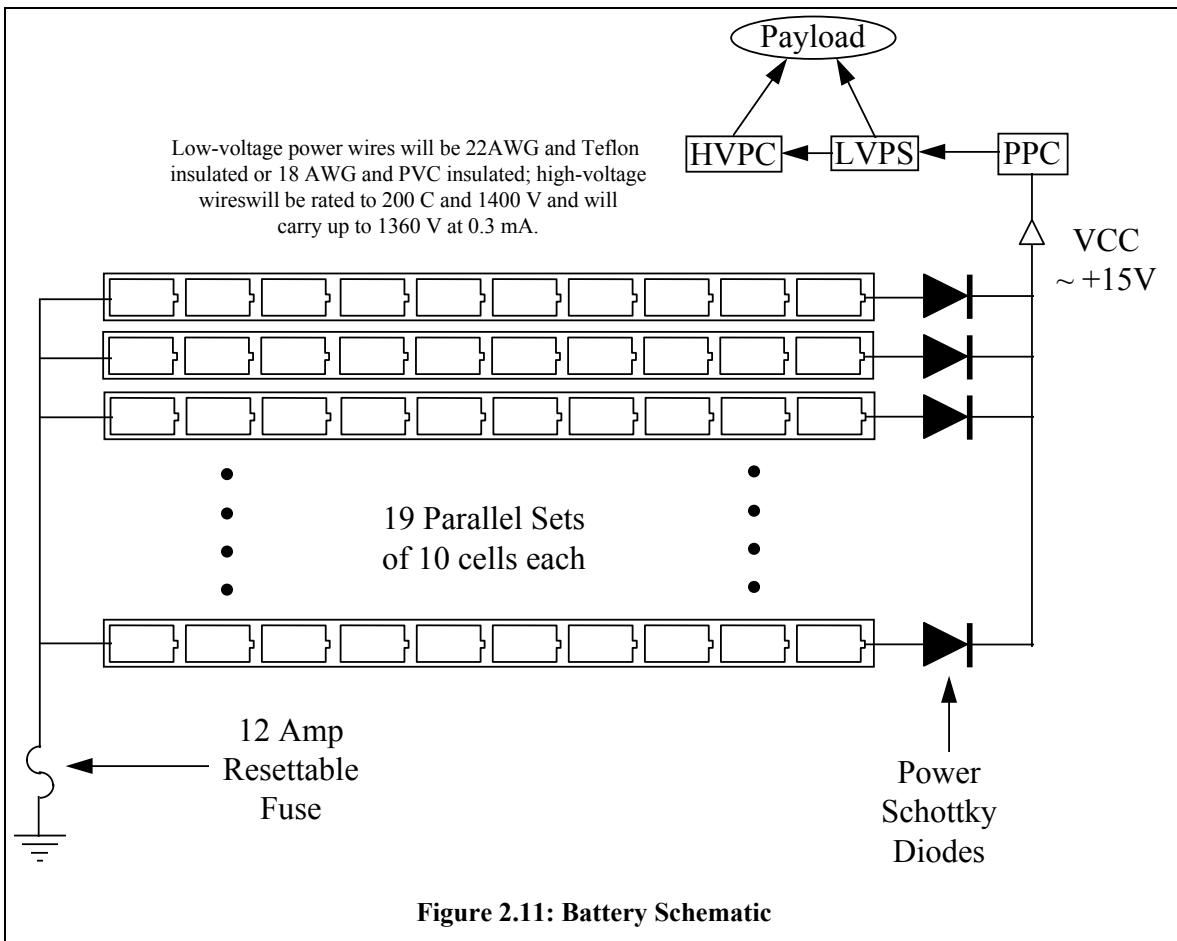 Payload
Low-voltage power wires will be 22AWG and Teflon
insulated or 18 AWG and PVC insulated; high-voltage
wireswill be rated to 200 C and 1400 V and will
carry up to 1360 V at 0.3 mA.
HVPC
LVPS
PPC
VCC
~ +15V
19 Parallel Sets
of 10 cells each
12 Amp
Resettable
Fuse
Power
Schottky
Diodes
Figure 2.11: Battery Schematic